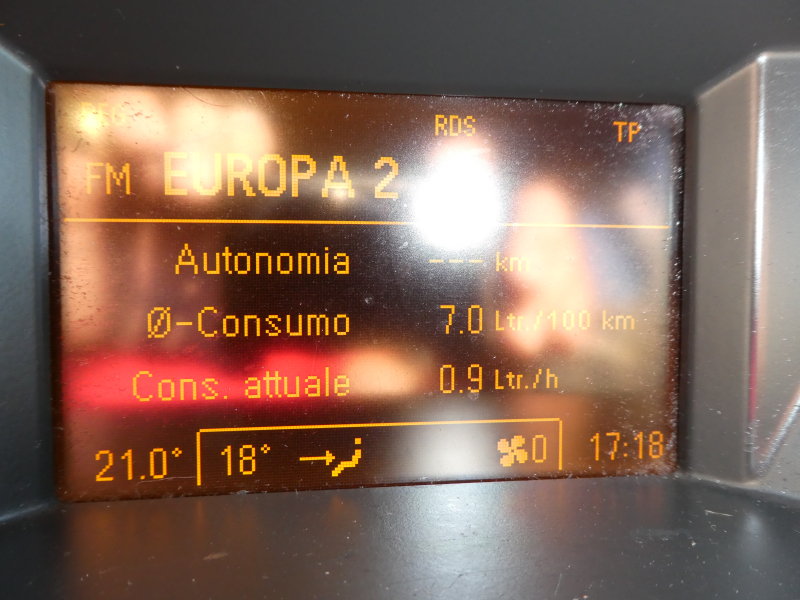 REG
RDS TP
FM EUROPA 2
Autonomia --- km
Ø-Consumo 7.0 Ltr./100 km
Cons. attuale 0.9 Ltr./h
21.0° 18° 0 17:18